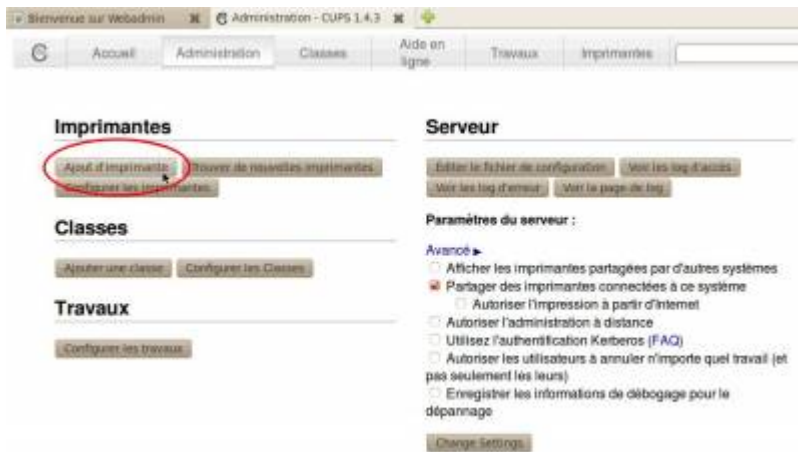 Bienvenue sur Webadmin
Administration - CUPS 1.4.3
Accueil Administration Classes Aide en ligne Travaux Imprimantes
Imprimantes
Ajout d'imprimante Trouver de nouvelles imprimantes
Configurer les imprimantes
Classes
Ajouter une classe Configurer les Classes
Travaux
Configurer les travaux
Serveur
Editer le fichier de configuration Voir les log d'accès
Voir les log d'erreur Voir la page de log
Paramètres du serveur :
Avancé ▸
Afficher les imprimantes partagées par d'autres systèmes
Partager des imprimantes connectées à ce système
Autoriser l'impression à partir d'Internet
Autoriser l'administration à distance
Utilisez l'authentification Kerberos (FAQ)
Autoriser les utilisateurs à annuler n'importe quel travail (et
pas seulement les leurs)
Enregistrer les informations de débogage pour le
dépannage
Change Settings